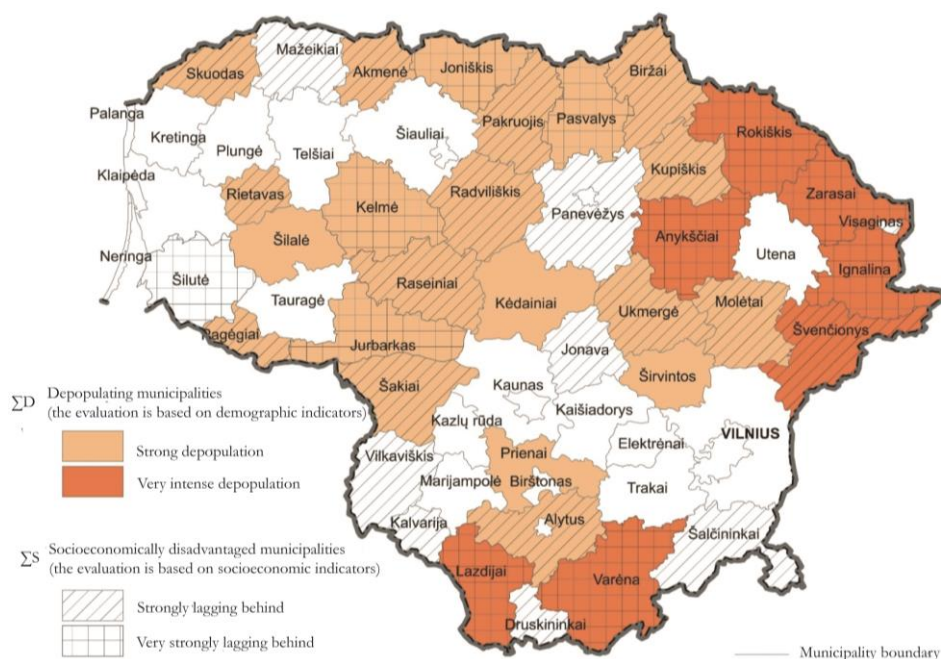 Mažeikiai
Skuodas
Akmenė
Joniškis
Biržai
Palanga
Kretinga
Plungė
Telšiai
Šiauliai
Pakruojis
Pasvalys
Rokiškis
Klaipėda
Rietavas
Kelmė
Radviliškis
Panevėžys
Kupiškis
Zarasai
Visaginas
Šilalė
Anykščiai
Utena
Ignalina
Neringa
Šilutė
Tauragė
Raseiniai
Kėdainiai
Ukmergė
Molėtai
Švenčionys
Pagėgiai
Jurbarkas
Jonava
Širvintos
Šakiai
Kaunas
Kaišiadorys
Kazlų rūda
Elektrėnai
VILNIUS
Vilkaviškis
Prienai
Marijampolė
Birštonas
Trakai
Kalvarija
Alytus
Šalčininkai
Lazdijai
Varėna
Druskininkai
∑D Depopulating municipalities
(the evaluation is based on demographic indicators)
Strong depopulation
Very intense depopulation
∑S Socioeconomically disadvantaged municipalities
(the evaluation is based on socioeconomic indicators)
Strongly lagging behind
Very strongly lagging behind
Municipality boundary